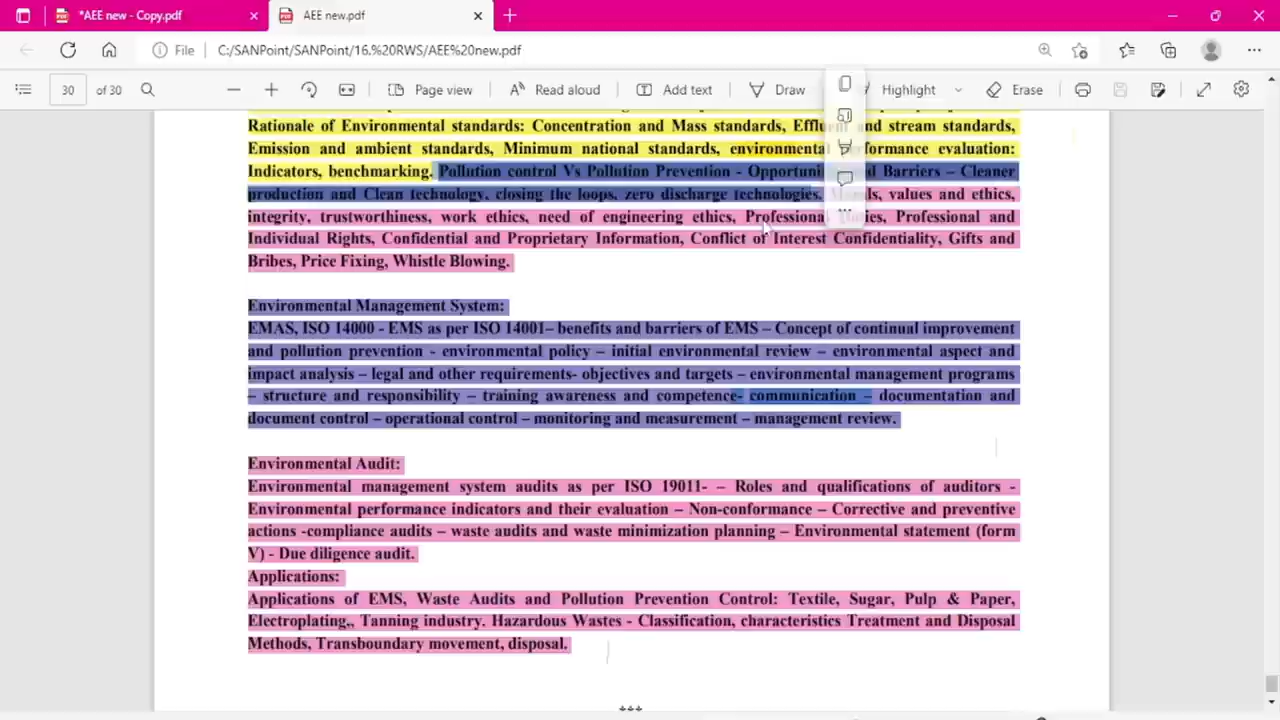 *AEE new - Copy.pdf
AEE new.pdf
File
C:/SANPoint/SANPoint/16.%20RWS/AEE%20new.pdf
30 of 30 Page view Read aloud Add text Draw Highlight Erase
Rationale of Environmental standards: Concentration and Mass standards, Effluent and stream standards,
Emission and ambient standards, Minimum national standards, environmental performance evaluation:
Indicators, benchmarking. Pollution control Vs Pollution Prevention - Opportuni d Barriers – Cleaner
production and Clean technology, closing the loops, zero discharge technologies. values and ethics,
integrity, trustworthiness, work ethics, need of engineering ethics, Professional Professional and
Individual Rights, Confidential and Proprietary Information, Conflict of Interest Confidentiality, Gifts and
Bribes, Price Fixing, Whistle Blowing.
Environmental Management System:
EMAS, ISO 14000 - EMS as per ISO 14001– benefits and barriers of EMS – Concept of continual improvement
and pollution prevention - environmental policy – initial environmental review – environmental aspect and
impact analysis – legal and other requirements- objectives and targets – environmental management programs
– structure and responsibility – training awareness and competence- communication – documentation and
document control – operational control – monitoring and measurement – management review.
Environmental Audit:
Environmental management system audits as per ISO 19011- – Roles and qualifications of auditors -
Environmental performance indicators and their evaluation – Non-conformance – Corrective and preventive
actions -compliance audits – waste audits and waste minimization planning – Environmental statement (form
V) - Due diligence audit.
Applications:
Applications of EMS, Waste Audits and Pollution Prevention Control: Textile, Sugar, Pulp & Paper,
Electroplating,, Tanning industry. Hazardous Wastes - Classification, characteristics Treatment and Disposal
Methods, Transboundary movement, disposal.
***